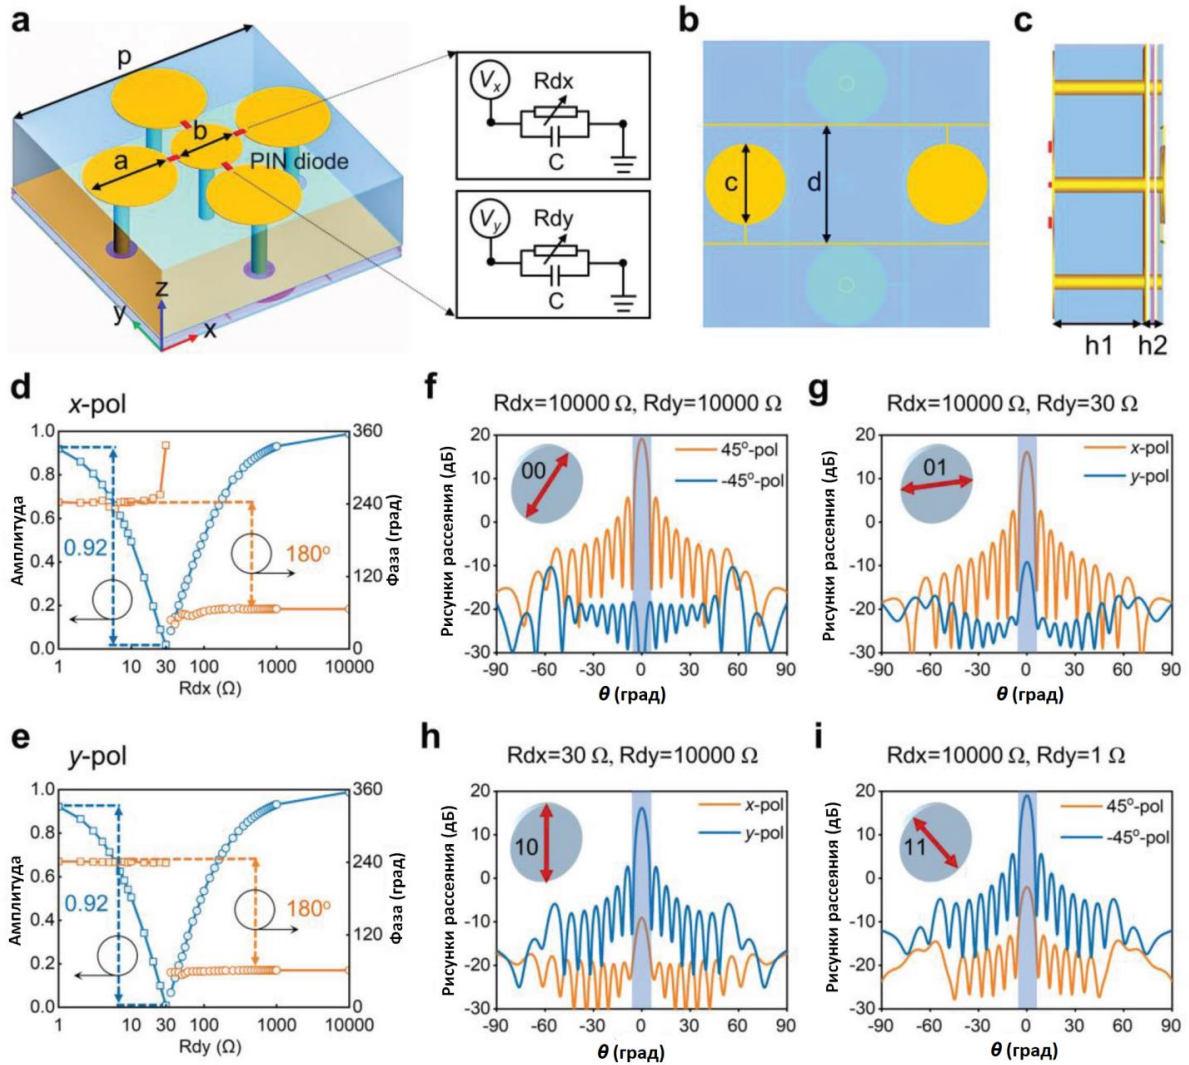 a
p
b
a
PIN diode
z
y
x
Vx
Rdx
C
Vy
Rdy
C
b
c
d
c
h1
h2
d
x-pol
Амплитуда
1.0
0.8
0.6
0.4
0.2
0.0
0.92
180°
360
240
120
0
Фаза (град)
1
10
30
100
1000
10000
Rdx (Ω)
e
y-pol
Амплитуда
1.0
0.8
0.6
0.4
0.2
0.0
0.92
180°
360
240
120
0
Фаза (град)
1
10
30
100
1000
10000
Rdy (Ω)
f
Rdx=10000 Ω, Rdy=10000 Ω
Рисунки рассеяния (дБ)
20
10
0
-10
-20
-30
00
45°-pol
-45°-pol
-90
-60
-30
0
30
60
90
θ (град)
g
Rdx=10000 Ω, Rdy=30 Ω
Рисунки рассеяния (дБ)
20
10
0
-10
-20
-30
01
x-pol
y-pol
-90
-60
-30
0
30
60
90
θ (град)
h
Rdx=30 Ω, Rdy=10000 Ω
Рисунки рассеяния (дБ)
20
10
0
-10
-20
-30
10
x-pol
y-pol
-90
-60
-30
0
30
60
90
θ (град)
i
Rdx=10000 Ω, Rdy=1 Ω
Рисунки рассеяния (дБ)
20
10
0
-10
-20
-30
11
45°-pol
-45°-pol
-90
-60
-30
0
30
60
90
θ (град)